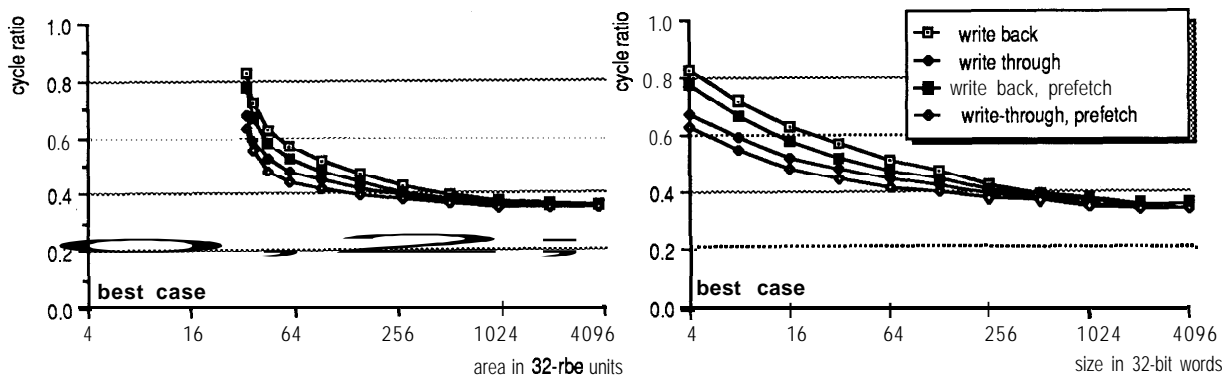 cycle ratio
1.0
0.8
0.6
0.4
0.2
0.0
best case
4 16 64 256 1024 4096
area in 32-rbe units
cycle ratio
1.0
0.8
0.6
0.4
0.2
0.0
best case
4 16 64 256 1024 4096
size in 32-bit words
write back
write through
write back, prefetch
write-through, prefetch